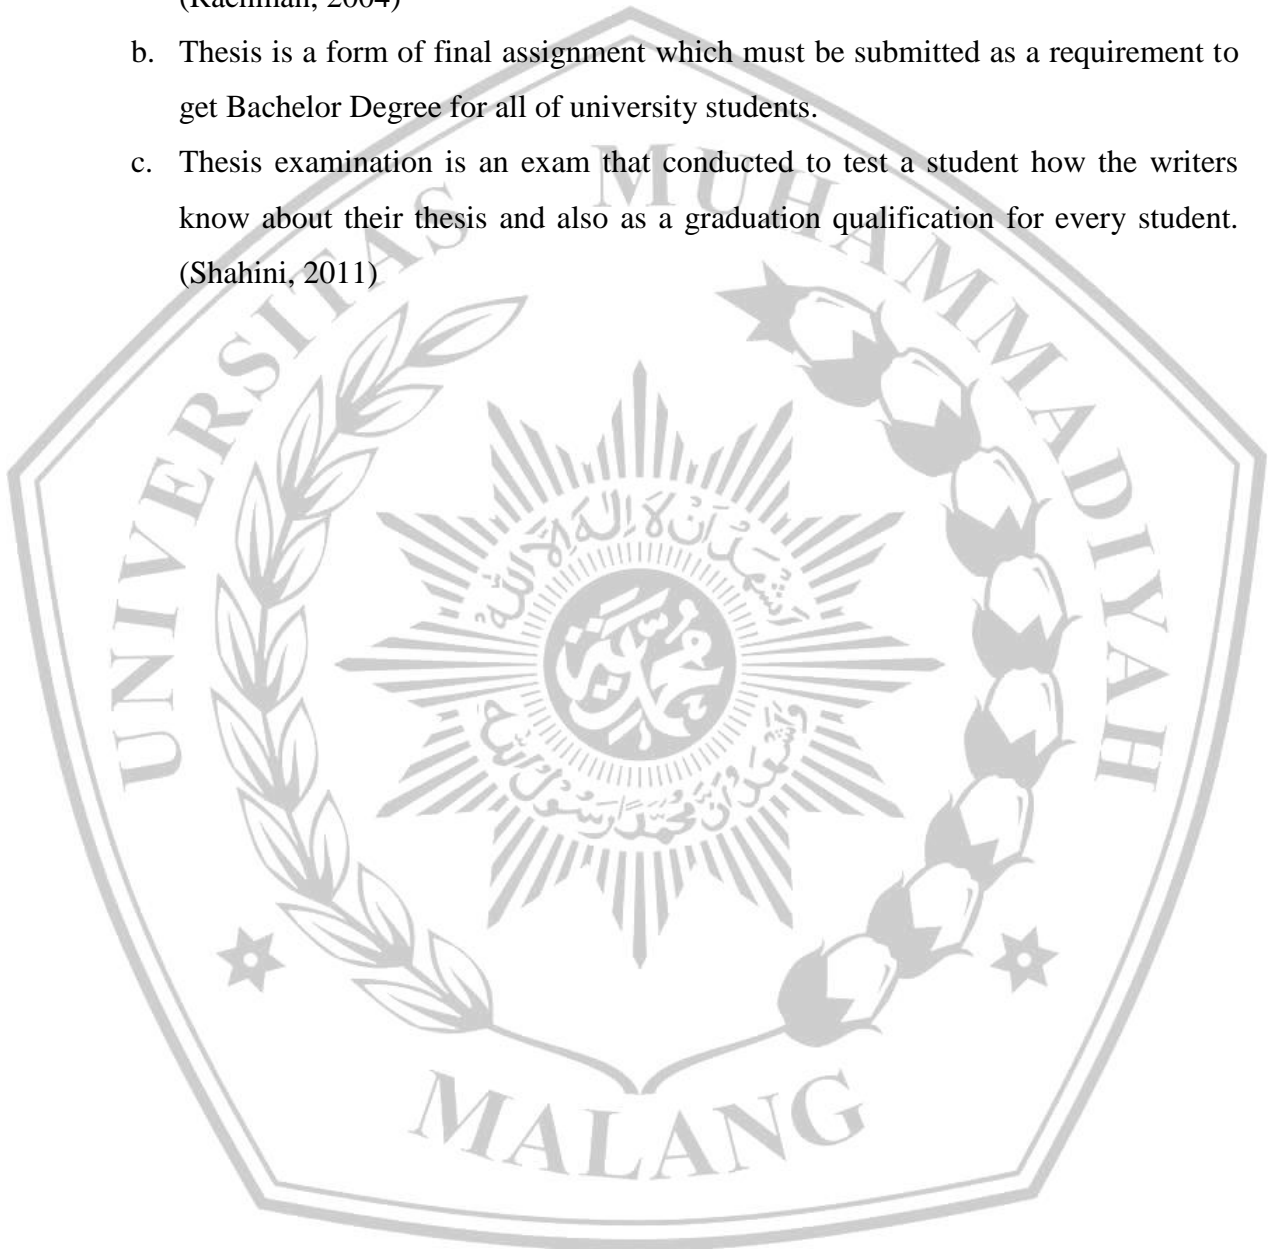 b. Thesis is a form of final assignment which must be submitted as a requirement to
get Bachelor Degree for all of university students.
c. Thesis examination is an exam that conducted to test a student how the writers
know about their thesis and also as a graduation qualification for every student.
(Shahini, 2011)
UNIVERSITAS MUHAMMADIYAH
MALANG